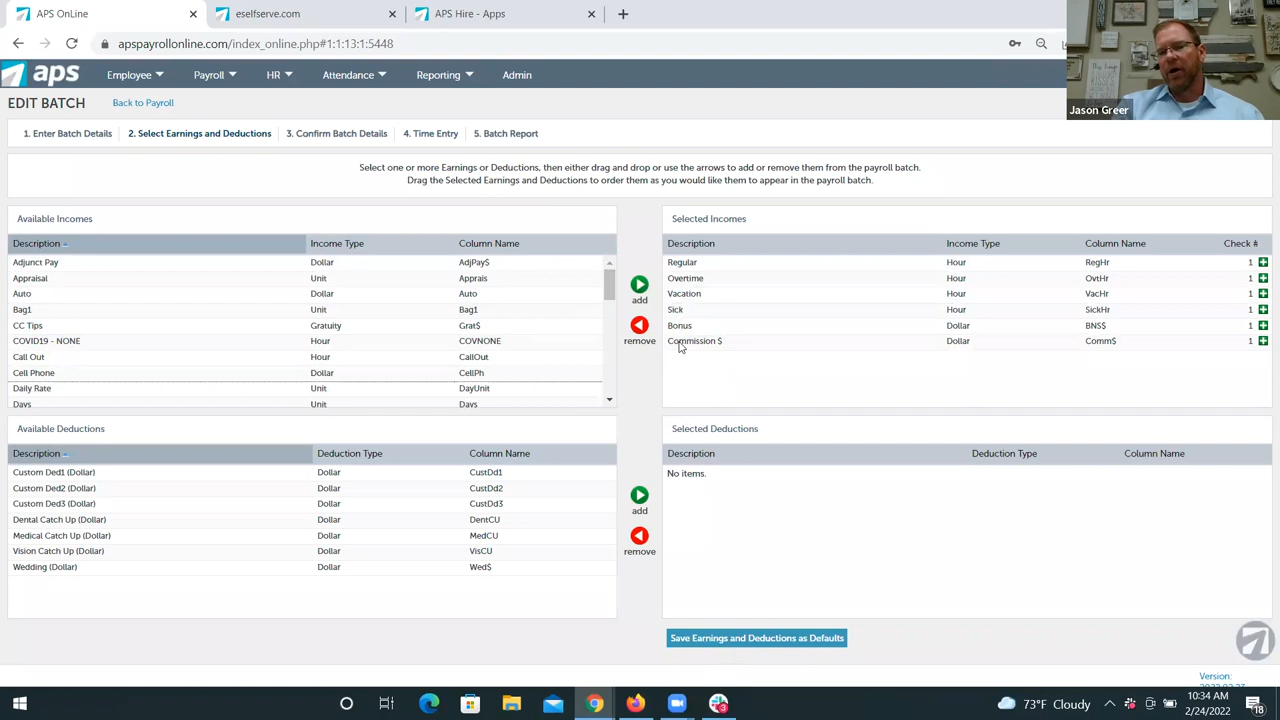 APS OnLine
eselfserve.com
APS Hire - Apps
apspayrollonline.com/index_online.php#1:1:13:1:5448
aps
Employee
Payroll
HR
Attendance
Reporting
Admin
Jason Greer
EDIT BATCH
Back to Payroll
1. Enter Batch Details
2. Select Earnings and Deductions
3. Confirm Batch Details
4. Time Entry
5. Batch Report
Select one or more Earnings or Deductions, then either drag and drop or use the arrows to add or remove them from the payroll batch.
Drag the Selected Earnings and Deductions to order them as you would like them to appear in the payroll batch.
Available Incomes
Description Income Type Column Name
Adjunct Pay Dollar AdjPay$
Appraisal Unit Apprais
Auto Dollar Auto
Bag1 Unit Bag1
CC Tips Gratuity Grat$
COVID19 - NONE Hour COVNONE
Call Out Hour CallOut
Cell Phone Dollar CellPh
Daily Rate Unit DayUnit
Days Unit Days
add
remove
Selected Incomes
Description Income Type Column Name Check #
Regular Hour RegHr 1
Overtime Hour OvtHr 1
Vacation Hour VacHr 1
Sick Hour SickHr 1
Bonus Dollar BNS$ 1
Commission $ Dollar Comm$ 1
Available Deductions
Description Deduction Type Column Name
Custom Ded1 (Dollar) Dollar CustDd1
Custom Ded2 (Dollar) Dollar CustDd2
Custom Ded3 (Dollar) Dollar CustDd3
Dental Catch Up (Dollar) Dollar DentCU
Medical Catch Up (Dollar) Dollar MedCU
Vision Catch Up (Dollar) Dollar VisCU
Wedding (Dollar) Dollar Wed$
add
remove
Selected Deductions
Description Deduction Type Column Name
No items.
Save Earnings and Deductions as Defaults
Version:
73°F Cloudy
10:34 AM
2/24/2022
3
18